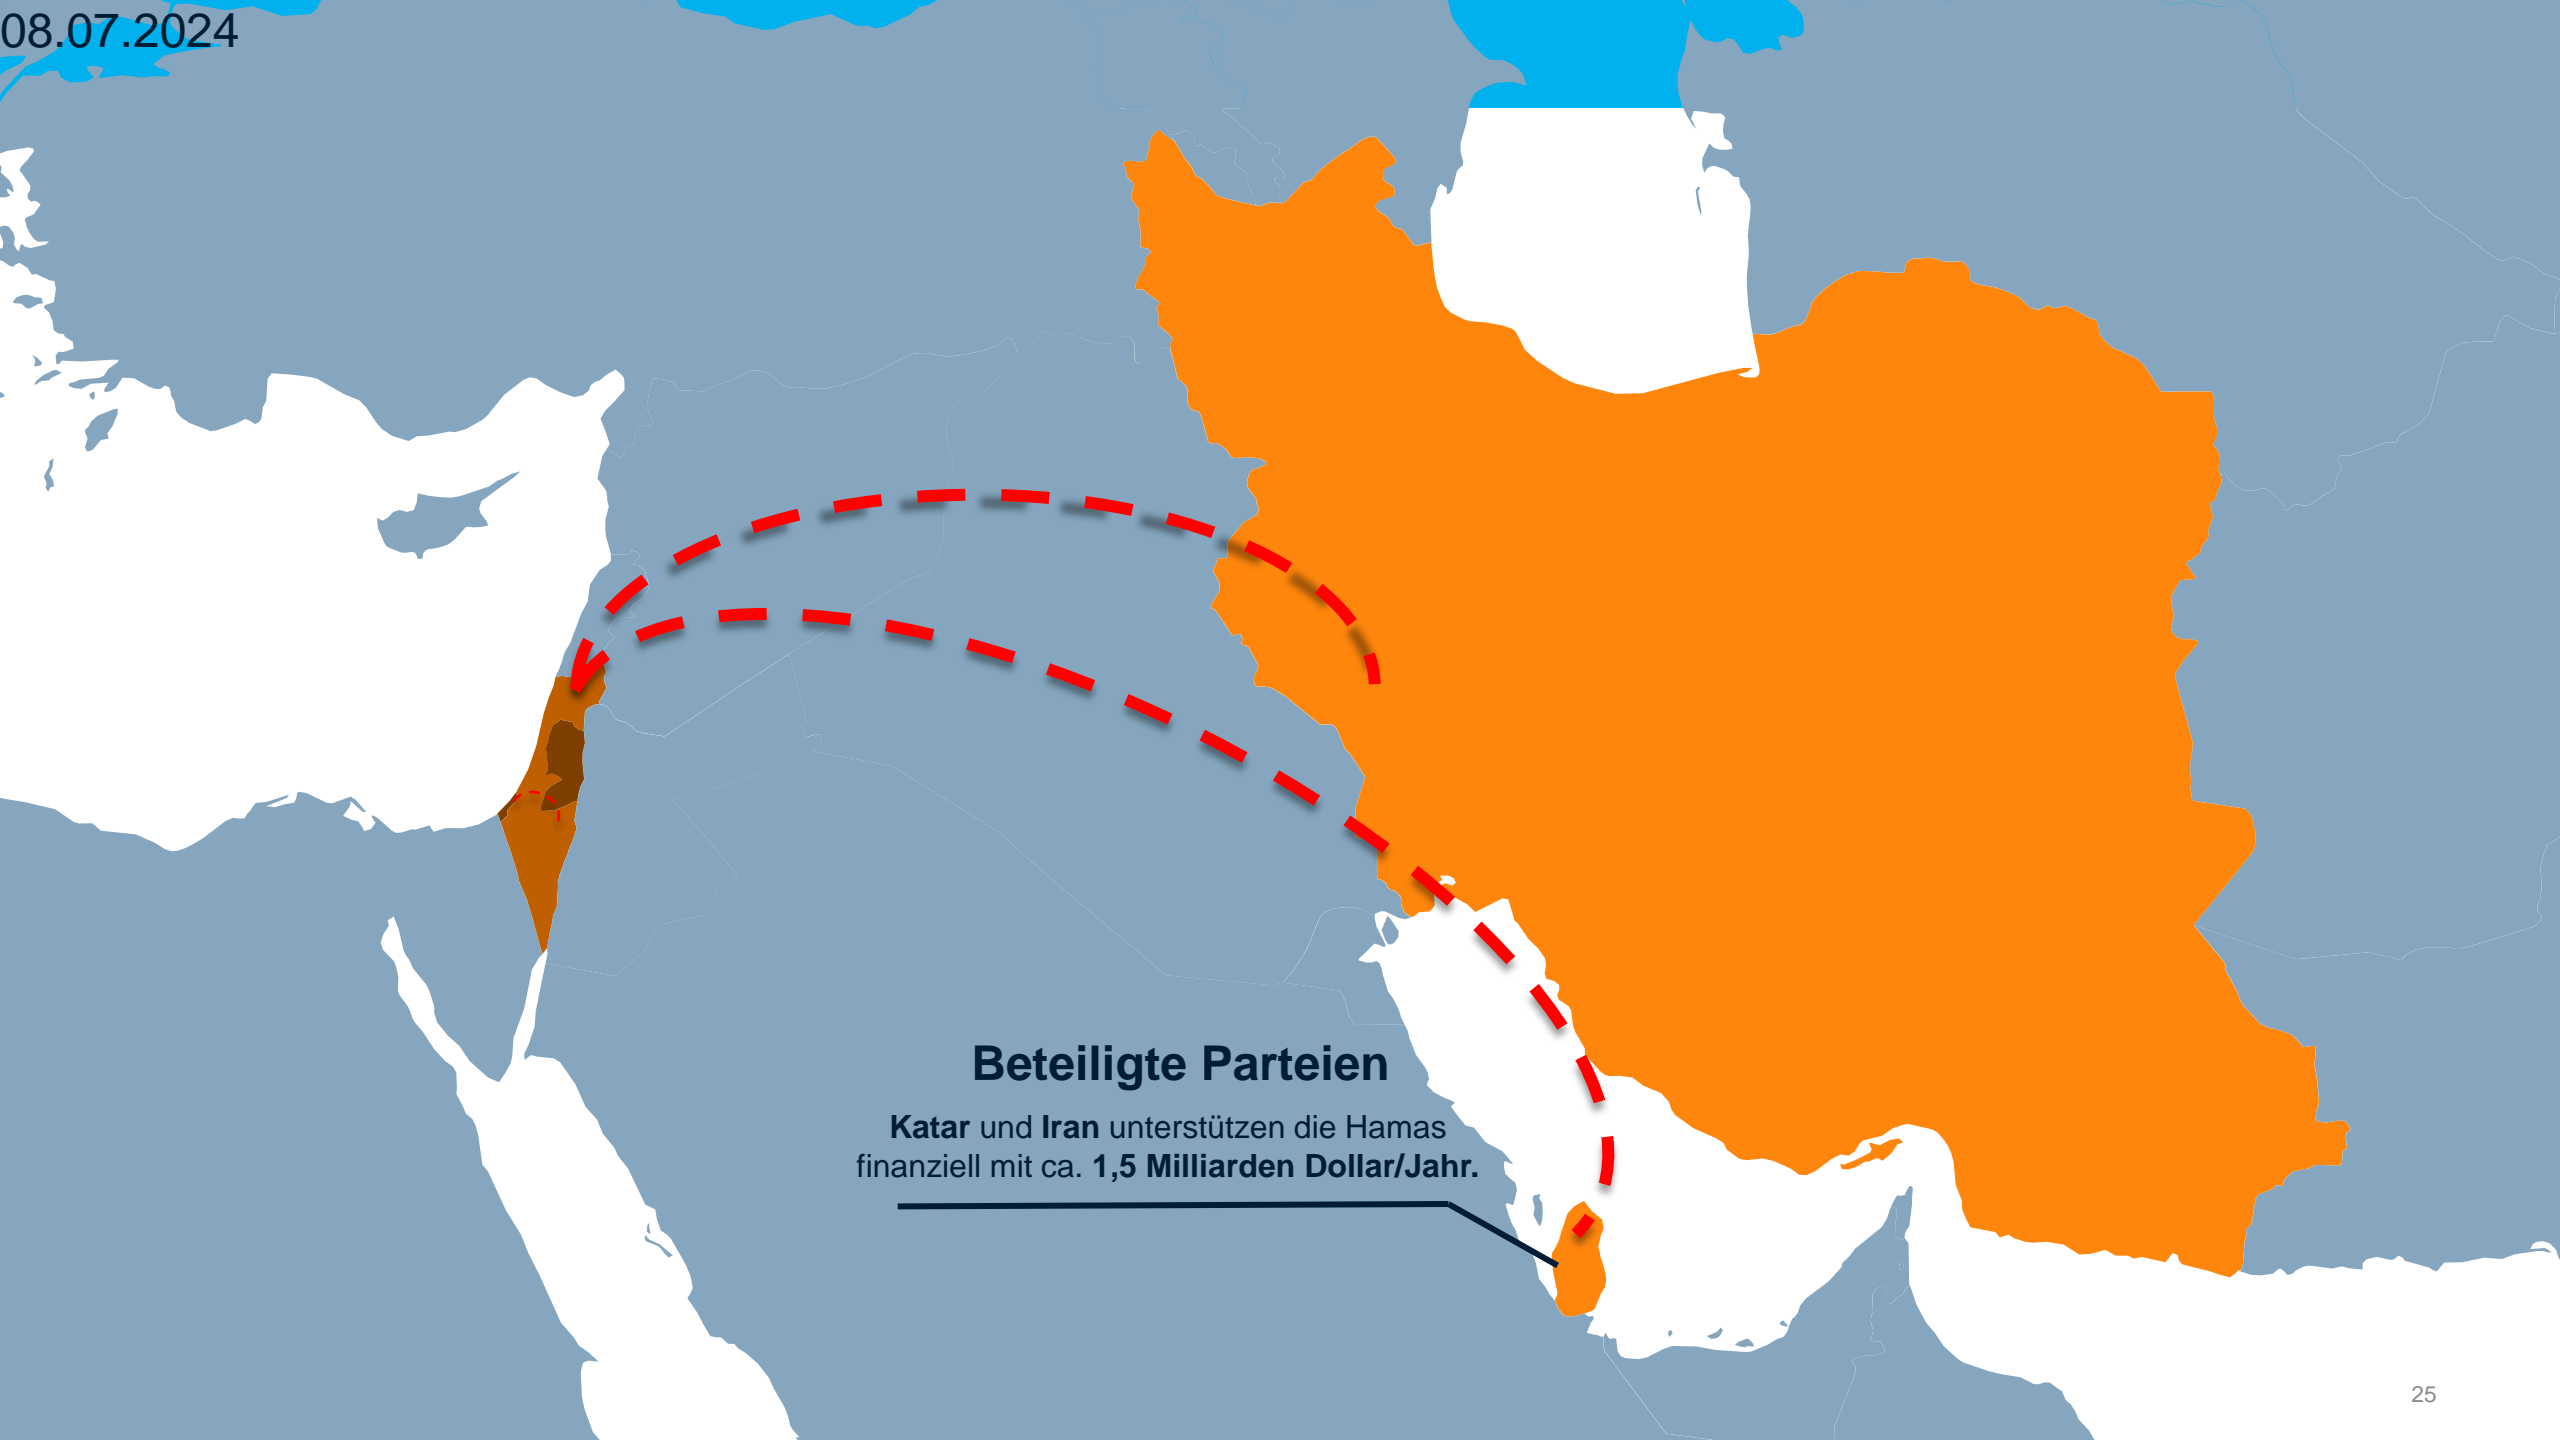 08.07.2024
Beteiligte Parteien
Katar und Iran unterstützen die Hamas
finanziell mit ca. 1,5 Milliarden Dollar/Jahr.
25